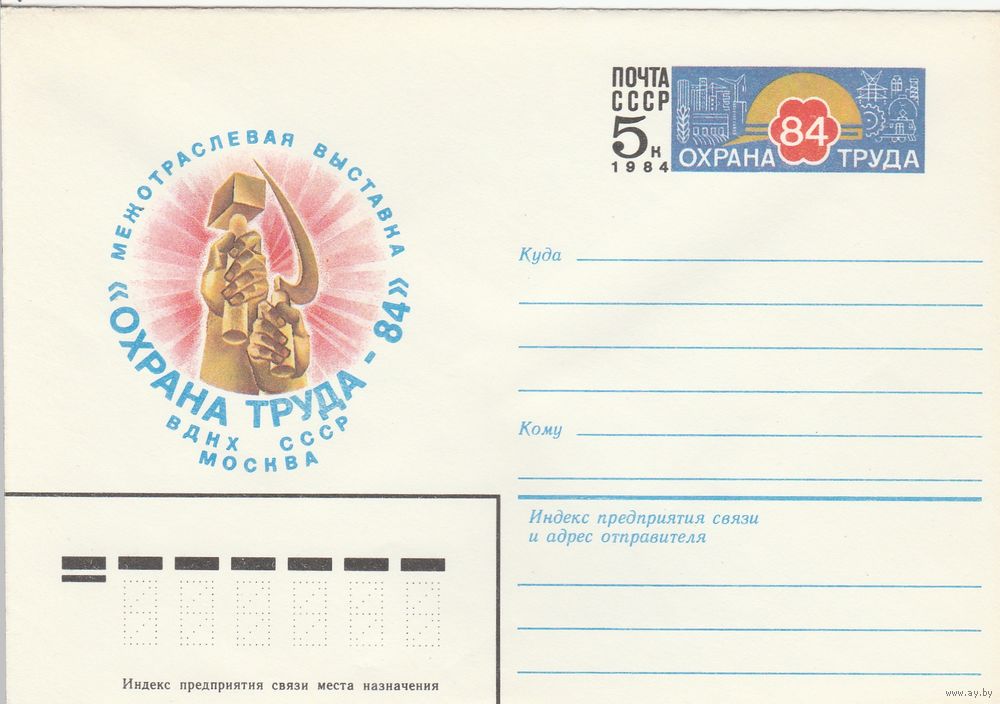 ПОЧТА
СССР
5к
1984
84
ОХРАНА ТРУДА
МЕЖОТРАСЛЕВАЯ ВЫСТАВКА
"ОХРАНА ТРУДА - 84"
ВДНХ СССР
МОСКВА
Куда
Кому
Индекс предприятия связи
и адрес отправителя
Индекс предприятия связи места назначения
www.ay.by